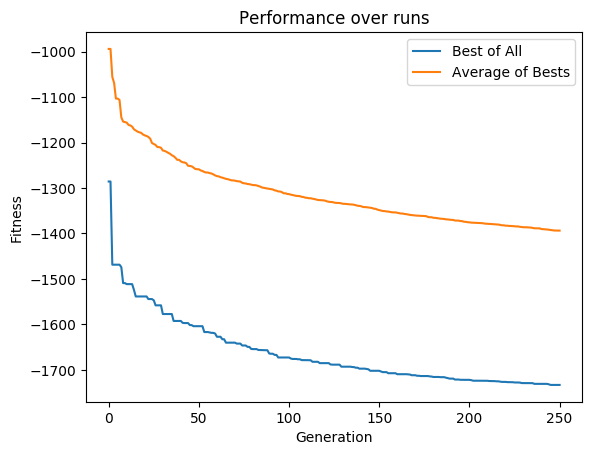 Performance over runs
Best of All
Average of Bests
Fitness
−1000
−1100
−1200
−1300
−1400
−1500
−1600
−1700
0 50 100 150 200 250
Generation